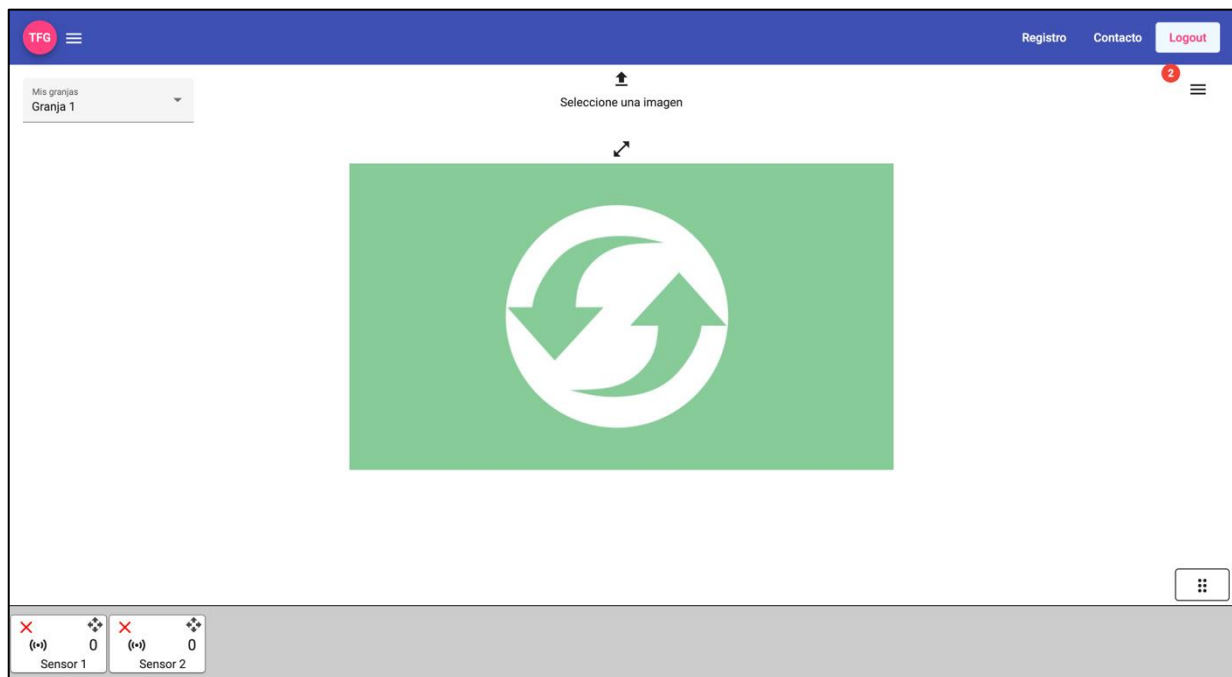 TFG
Registro
Contacto
Logout
2
Mis granjas
Granja 1
Seleccione una imagen
0
Sensor 1
0
Sensor 2